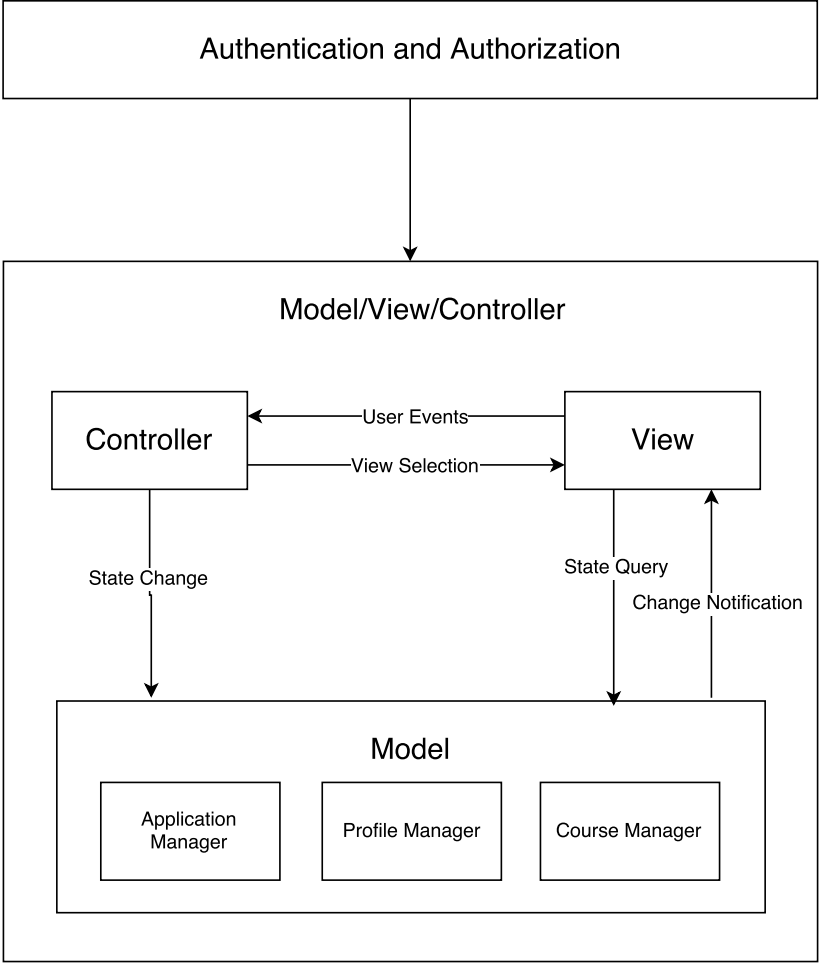 Authentication and Authorization
Model/View/Controller
Controller
User Events
View
View Selection
State Change
State Query
Change Notification
Model
Application
Manager
Profile Manager
Course Manager